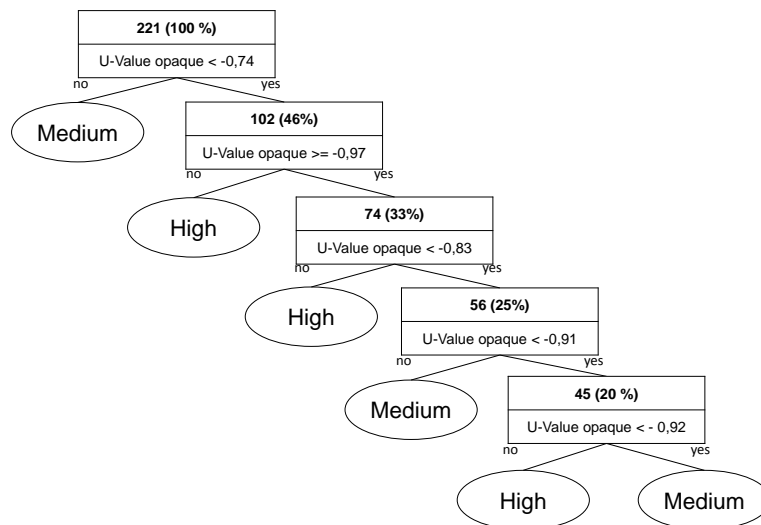 221 (100 %)
U-Value opaque < -0,74
no yes
Medium
102 (46%)
U-Value opaque >= -0,97
no yes
High
74 (33%)
U-Value opaque < -0,83
no yes
High
56 (25%)
U-Value opaque < -0,91
no yes
Medium
45 (20 %)
U-Value opaque < - 0,92
no yes
High Medium